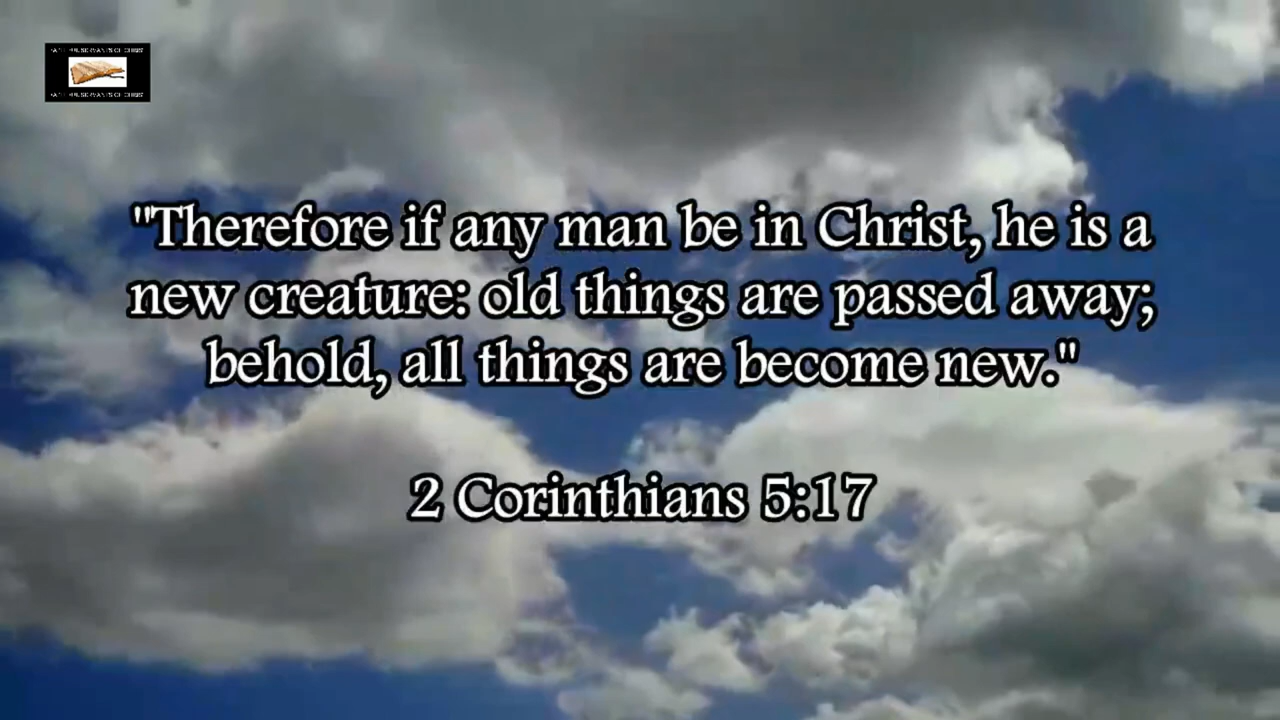 "Therefore if any man be in Christ, he is a
new creature: old things are passed away;
behold, all things are become new."
2 Corinthians 5:17